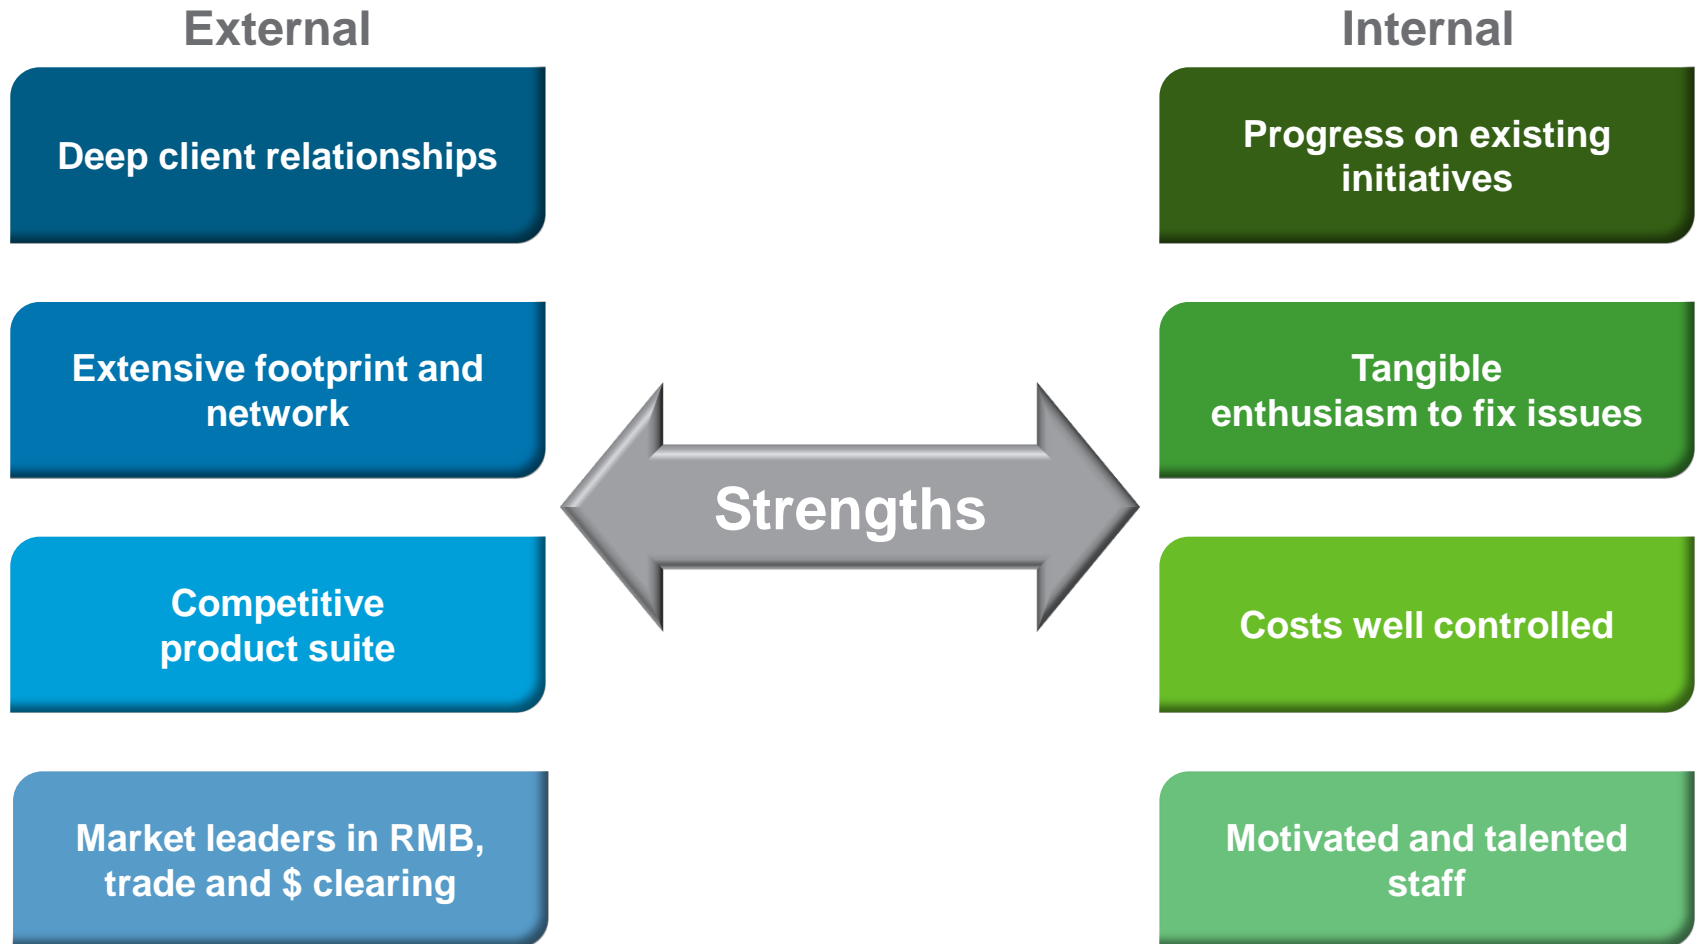 External
Deep client relationships
Extensive footprint and
network
Competitive
product suite
Market leaders in RMB,
trade and $ clearing
Strengths
Internal
Progress on existing
initiatives
Tangible
enthusiasm to fix issues
Costs well controlled
Motivated and talented
staff